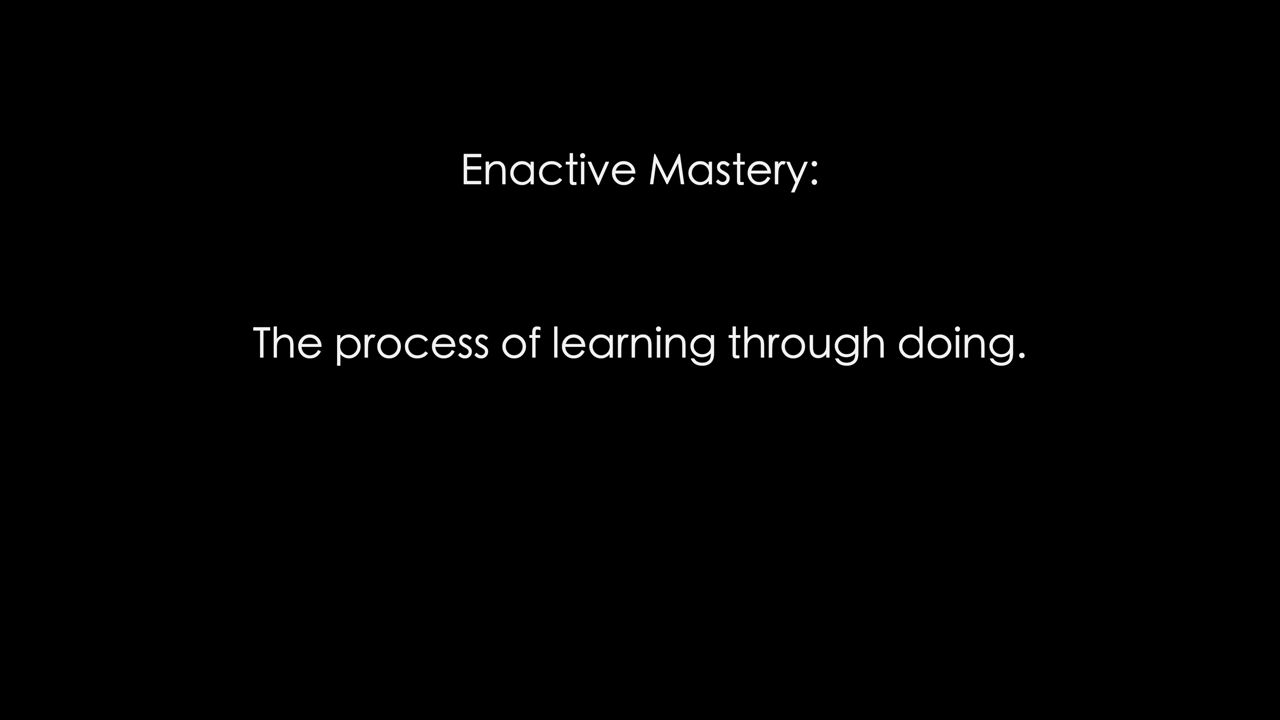 Enactive Mastery:
The process of learning through doing.